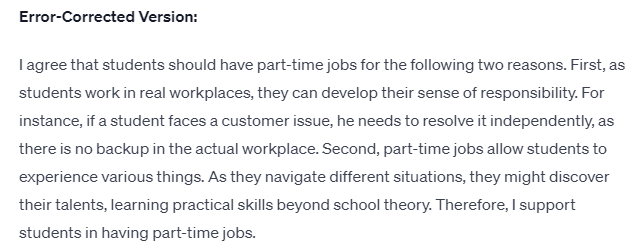 Error-Corrected Version:
I agree that students should have part-time jobs for the following two reasons. First, as
students work in real workplaces, they can develop their sense of responsibility. For
instance, if a student faces a customer issue, he needs to resolve it independently, as
there is no backup in the actual workplace. Second, part-time jobs allow students to
experience various things. As they navigate different situations, they might discover
their talents, learning practical skills beyond school theory. Therefore, I support
students in having part-time jobs.